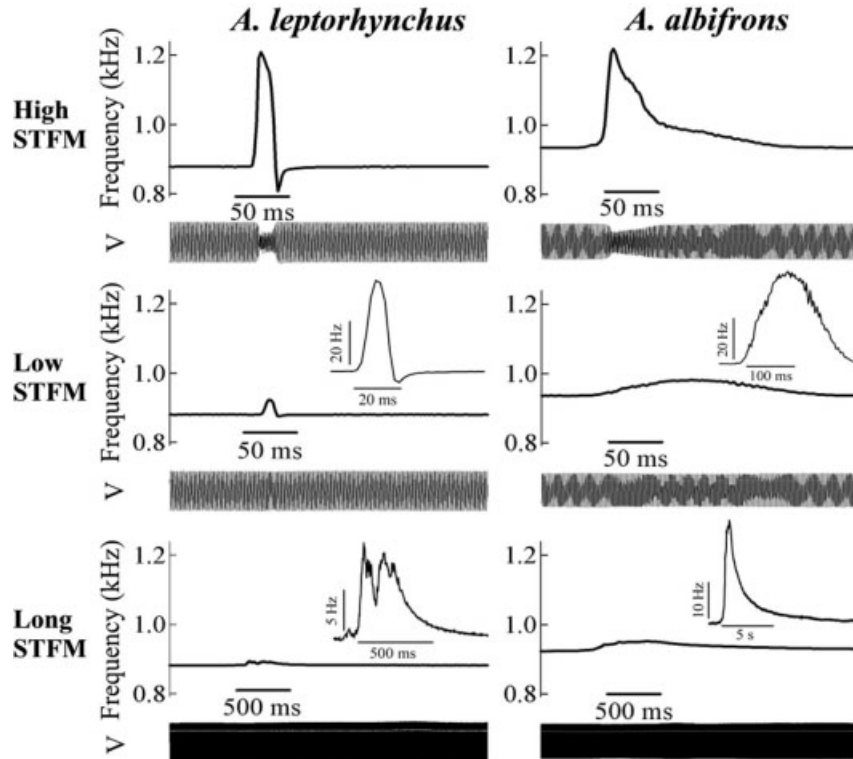 A. leptorhynchus
A. albifrons
High
STFM
Frequency (kHz)
1.2
1.0
0.8
50 ms
V
1.2
1.0
0.8
50 ms
Low
STFM
Frequency (kHz)
1.2
1.0
0.8
20 Hz
20 ms
50 ms
V
1.2
1.0
0.8
20 Hz
100 ms
50 ms
Long
STFM
Frequency (kHz)
1.2
1.0
0.8
5 Hz
500 ms
500 ms
V
1.2
1.0
0.8
10 Hz
5 s
500 ms